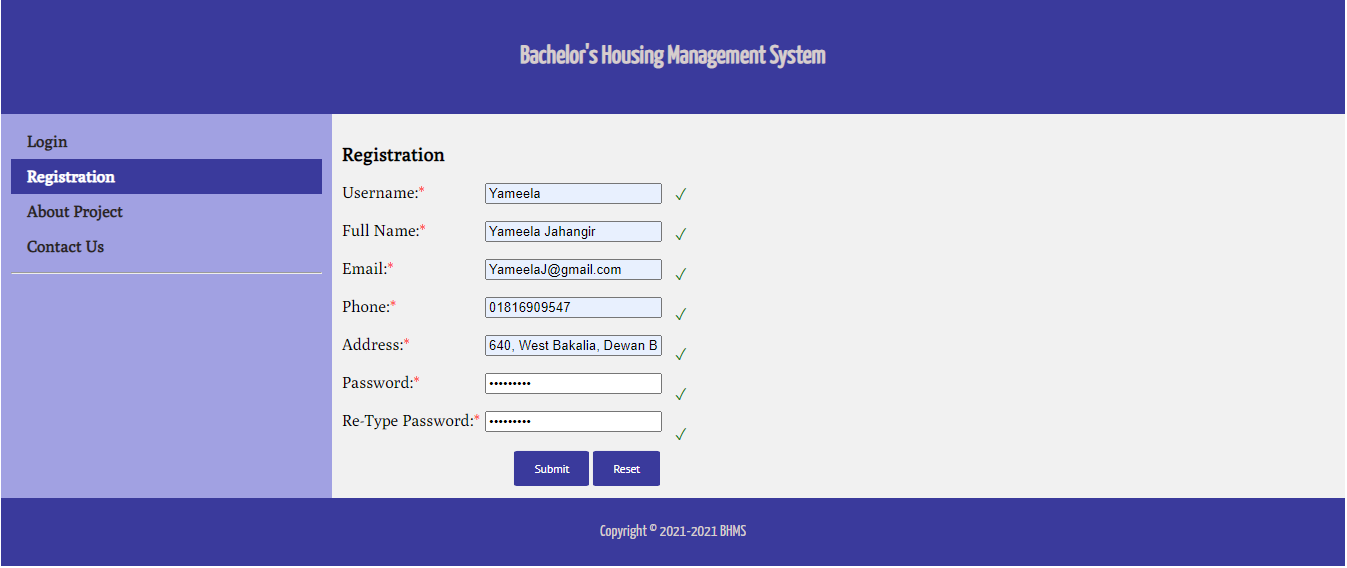 Bachelor's Housing Management System
Login
Registration
About Project
Contact Us
Registration
Username:* Yameela ✓
Full Name:* Yameela Jahangir ✓
Email:* YameelaJ@gmail.com ✓
Phone:* 01816909547 ✓
Address:* 640, West Bakalia, Dewan B ✓
Password:* ••••••••• ✓
Re-Type Password:* ••••••••• ✓
Submit Reset
Copyright © 2021-2021 BHMS